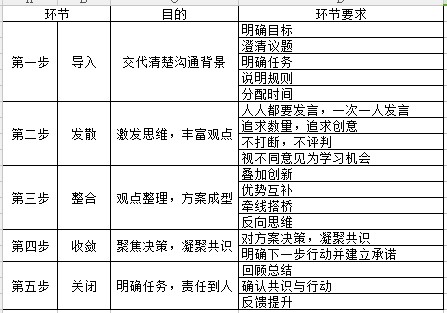 环节 目的 环节要求
第一步 导入 交代清楚沟通背景 明确目标
澄清议题
明确任务
说明规则
分配时间
第二步 发散 激发思维，丰富观点 人人都要发言，一次一人发言
追求数量，追求创意
不打断，不评判
视不同意见为学习机会
第三步 整合 观点整理，方案成型 叠加创新
优势互补
牵线搭桥
反向思维
第四步 收敛 聚焦决策，凝聚共识 对方案决策，凝聚共识
明确下一步行动并建立承诺
第五步 关闭 明确任务，责任到人 回顾总结
确认共识与行动
反馈提升